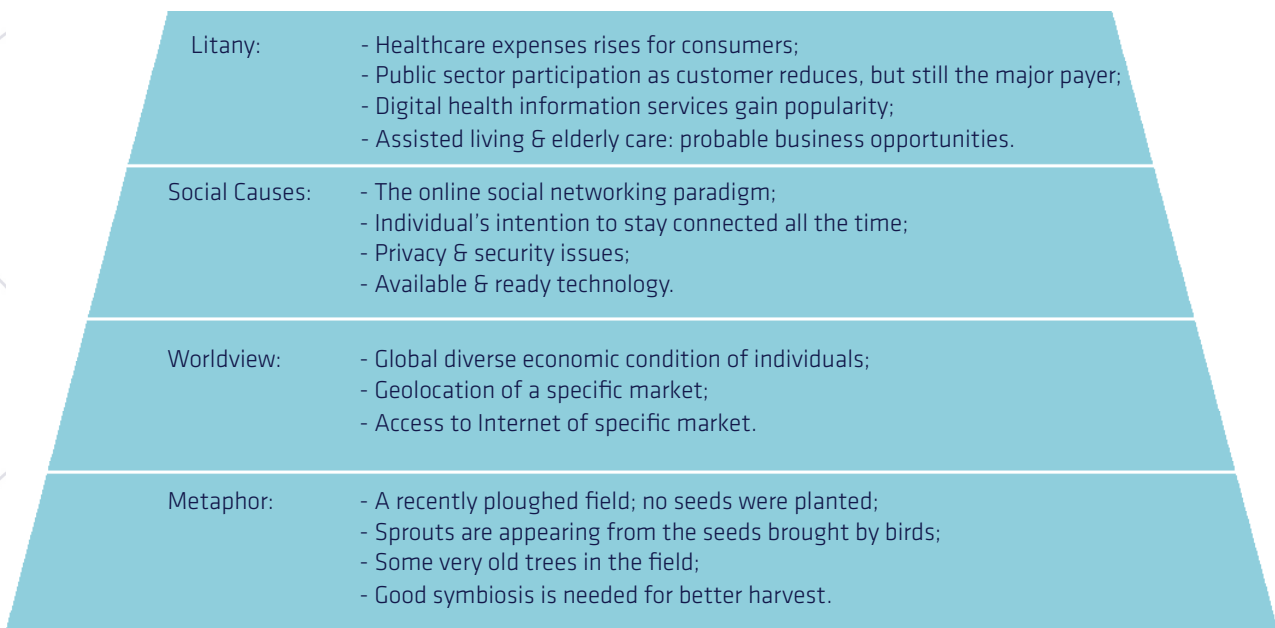 Litany: - Healthcare expenses rises for consumers;
- Public sector participation as customer reduces, but still the major payer;
- Digital health information services gain popularity;
- Assisted living & elderly care: probable business opportunities.
Social Causes: - The online social networking paradigm;
- Individual’s intention to stay connected all the time;
- Privacy & security issues;
- Available & ready technology.
Worldview: - Global diverse economic condition of individuals;
- Geolocation of a specific market;
- Access to Internet of specific market.
Metaphor: - A recently ploughed field; no seeds were planted;
- Sprouts are appearing from the seeds brought by birds;
- Some very old trees in the field;
- Good symbiosis is needed for better harvest.